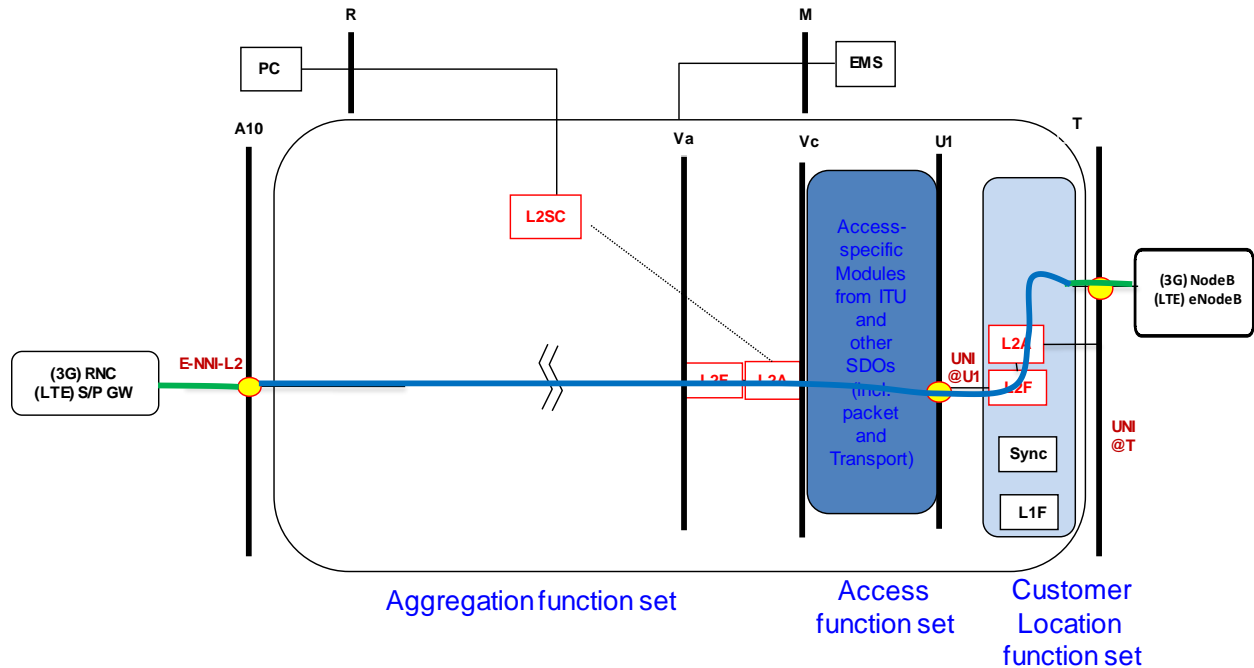 R
M
PC
EMS
A10
T
Va
Vc
U1
L2SC
Access-
specific
Modules
from ITU
and
other
SDOs
(incl.
packet
and
Transport)
(3G) NodeB
(LTE) eNodeB
E-NNI-L2
(3G) RNC
(LTE) S/P GW
L2F
L2A
UNI
@U1
L2A
L2F
UNI
@T
Sync
L1F
Aggregation function set
Access
function set
Customer
Location
function set